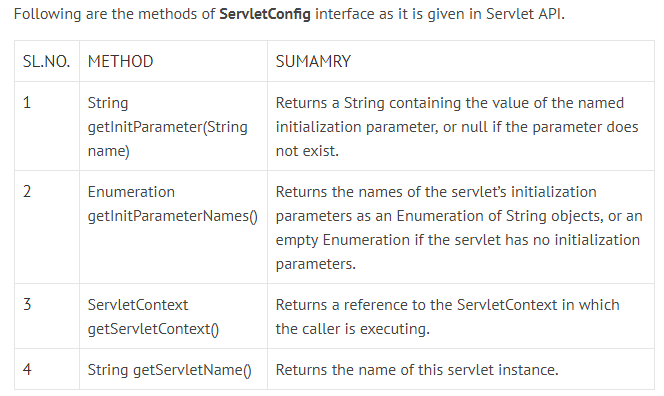 Following are the methods of ServletConfig interface as it is given in Servlet API.
SL.NO. METHOD SUMAMRY
1 String getInitParameter(String name) Returns a String containing the value of the named initialization parameter, or null if the parameter does not exist.
2 Enumeration getInitParameterNames() Returns the names of the servlet’s initialization parameters as an Enumeration of String objects, or an empty Enumeration if the servlet has no initialization parameters.
3 ServletContext getServletContext() Returns a reference to the ServletContext in which the caller is executing.
4 String getServletName() Returns the name of this servlet instance.